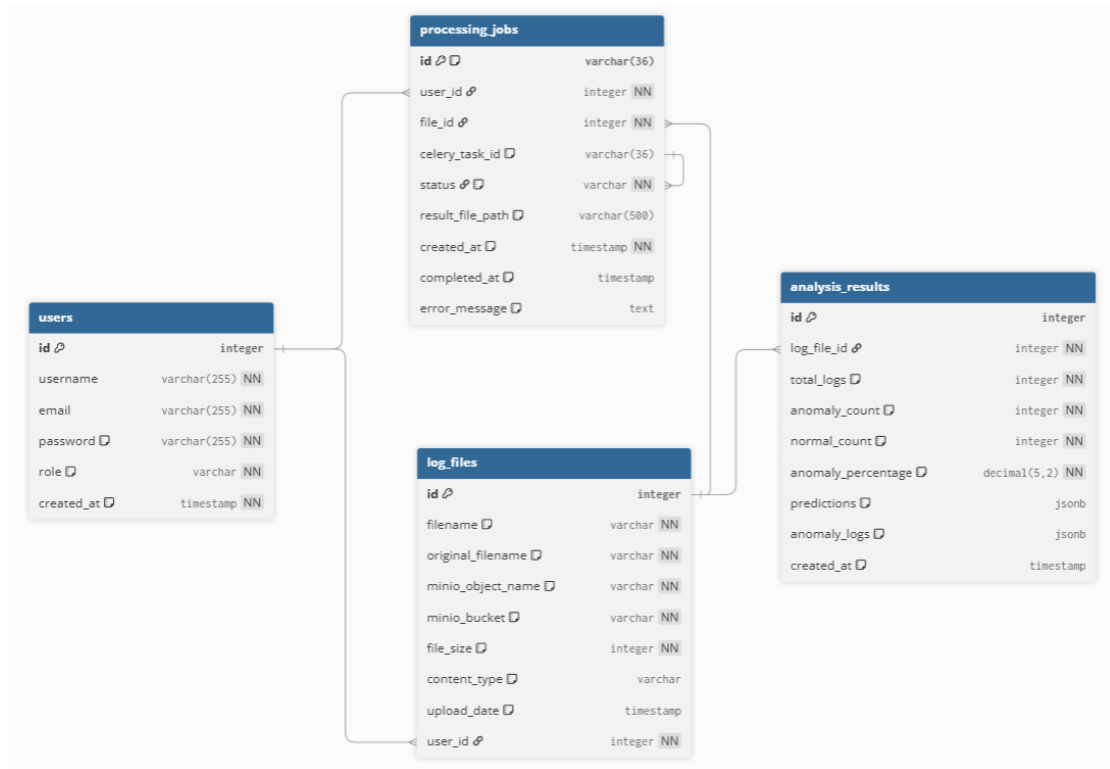 processing_jobs
id varchar(36)
user_id integer NN
file_id integer NN
celery_task_id varchar(36)
status varchar NN
result_file_path varchar(500)
created_at timestamp NN
completed_at timestamp
error_message text
users
id integer
username varchar(255) NN
email varchar(255) NN
password varchar(255) NN
role varchar NN
created_at timestamp NN
log_files
id integer
filename varchar NN
original_filename varchar NN
minio_object_name varchar NN
minio_bucket varchar NN
file_size integer NN
content_type varchar
upload_date timestamp
user_id integer NN
analysis_results
id integer
log_file_id integer NN
total_logs integer NN
anomaly_count integer NN
normal_count integer NN
anomaly_percentage decimal(5,2) NN
predictions jsonb
anomaly_logs jsonb
created_at timestamp